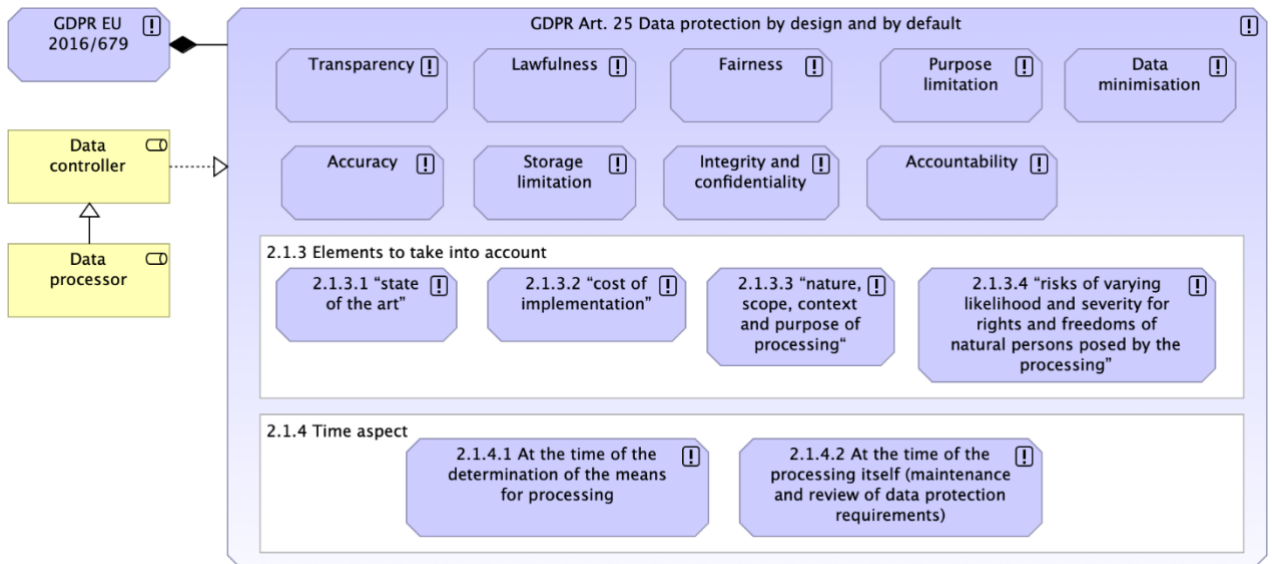 GDPR EU
2016/679
GDPR Art. 25 Data protection by design and by default
Transparency
Lawfulness
Fairness
Purpose
limitation
Data
minimisation
Data
controller
Accuracy
Storage
limitation
Integrity and
confidentiality
Accountability
Data
processor
2.1.3 Elements to take into account
2.1.3.1 “state
of the art”
2.1.3.2 “cost of
implementation”
2.1.3.3 “nature,
scope, context
and purpose of
processing“
2.1.3.4 “risks of varying
likelihood and severity for
rights and freedoms of
natural persons posed by the
processing”
2.1.4 Time aspect
2.1.4.1 At the time of the
determination of the means
for processing
2.1.4.2 At the time of the
processing itself (maintenance
and review of data protection
requirements)